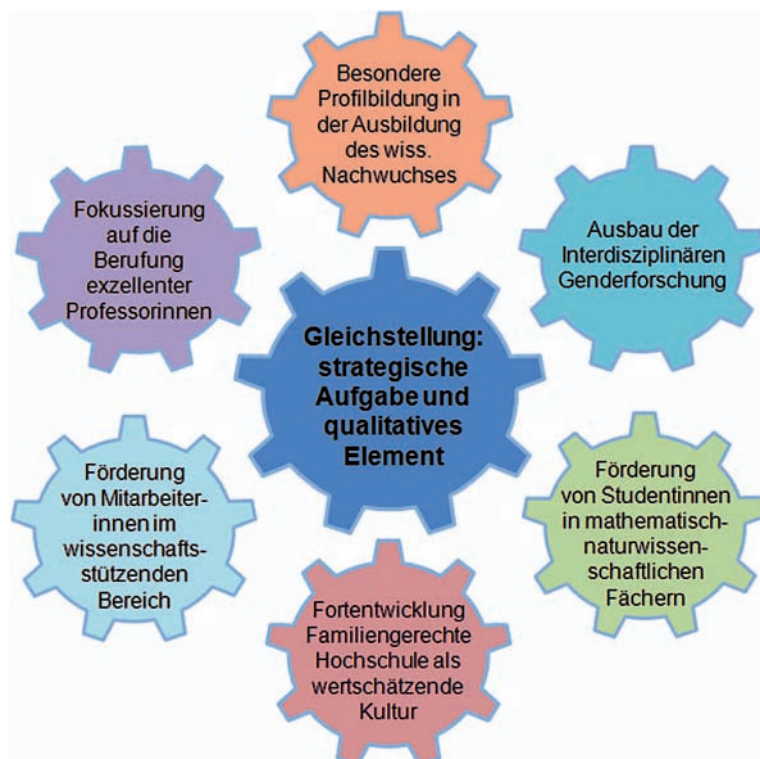 Besondere
Profilbildung in
der Ausbildung
des wiss.
Nachwuchses
Fokussierung
auf die
Berufung
exzellenter
Professorinnen
Ausbau der
Interdisziplinären
Genderforschung
Gleichstellung:
strategische
Aufgabe und
qualitatives
Element
Förderung
von Mitarbeiter-
innen im
wissenschafts-
stützenden
Bereich
Förderung
von Studentinnen
in mathematisch-
naturwissen-
schaftlichen
Fächern
Fortentwicklung
Familiengerechte
Hochschule als
wertschätzende
Kultur